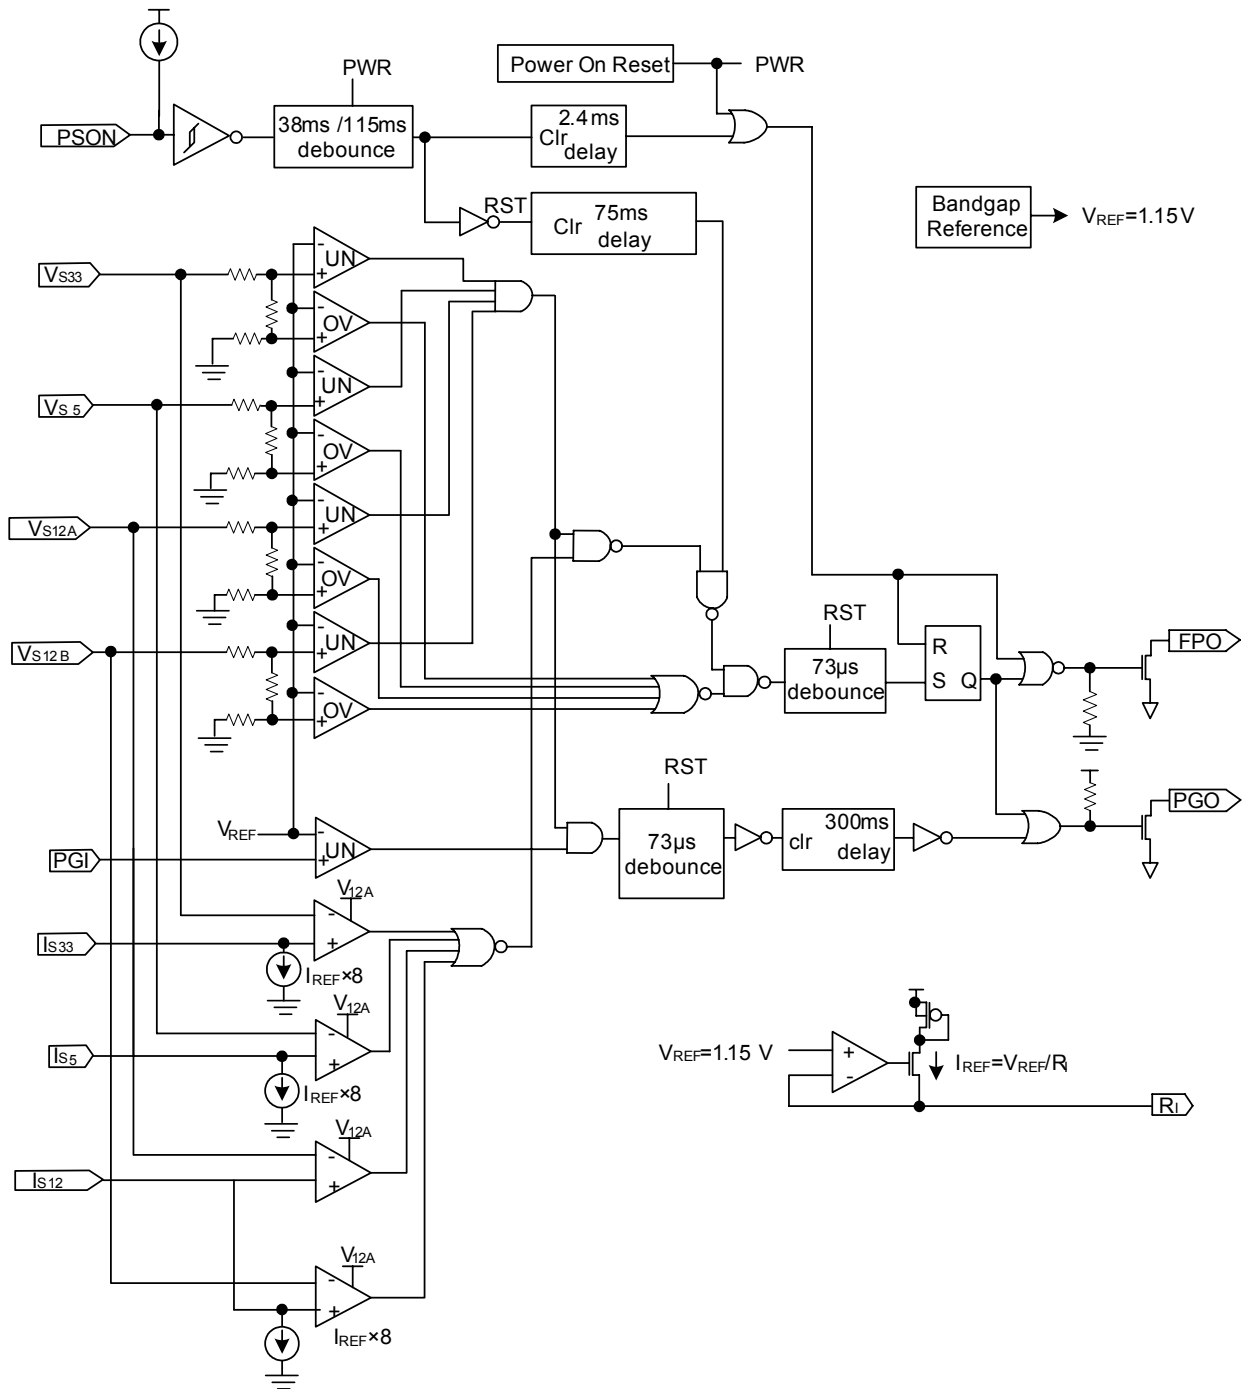 PWR
Power On Reset
PWR
PSON
38ms /115ms
debounce
2.4ms
Clr
delay
RST
75ms
Clr
delay
Bandgap
Reference
VREF=1.15V
VS33
- UN
+
- OV
+
VS 5
- UN
+
- OV
+
VS12A
- UN
+
- OV
+
VS12 B
- UN
+
- OV
+
RST
73µs
debounce
R
S Q
FPO
RST
VREF
PGI
- UN
+
73µs
debounce
300ms
clr
delay
PGO
V12A
-
+
IS33
IREF×8
V12A
-
+
IS5
IREF×8
VREF=1.15 V
+
-
IREF=VREF/RI
RI
V12A
-
+
IS12
V12A
-
+
IREF×8